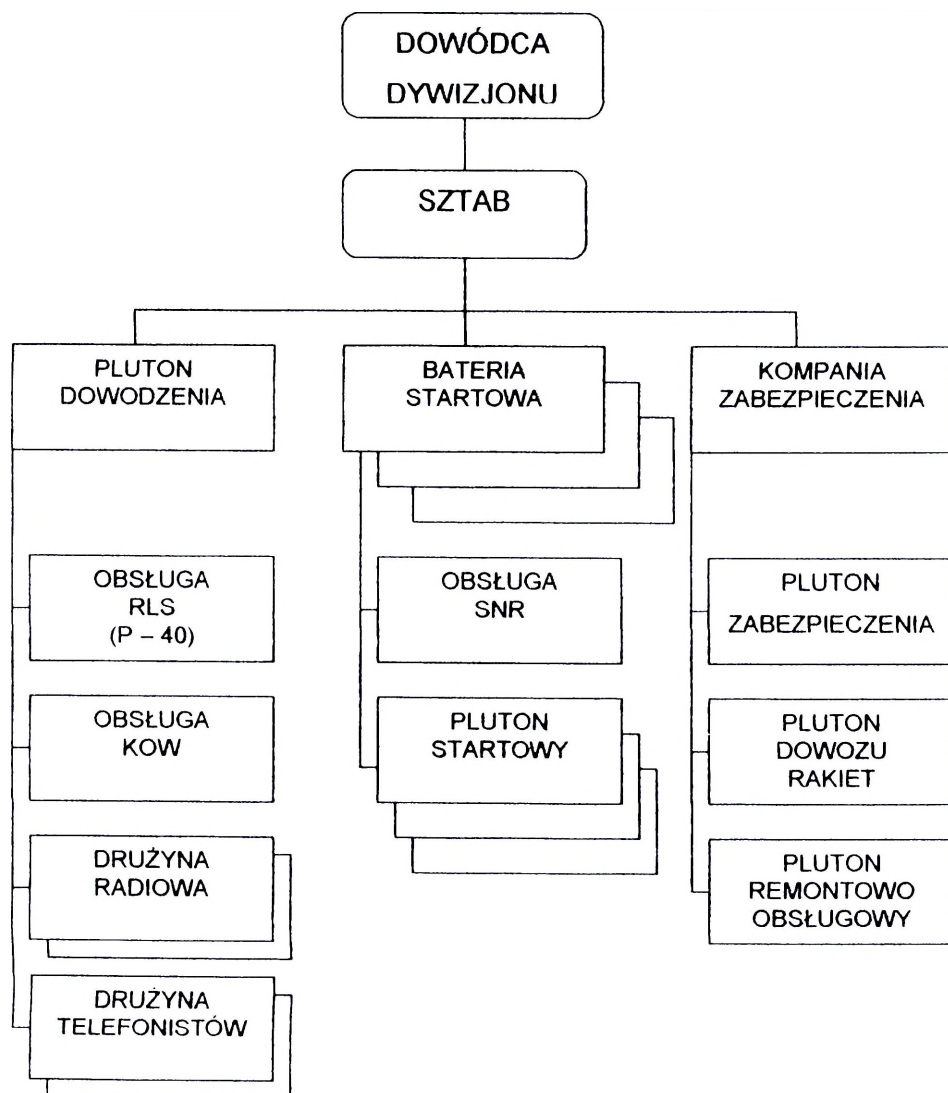 DOWÓDCA
DYWIZJONU
SZTAB
PLUTON
DOWODZENIA
BATERIA
STARTOWA
KOMPANIA
ZABEZPIECZENIA
OBSŁUGA
RLS
(P – 40)
OBSŁUGA
SNR
PLUTON
ZABEZPIECZENIA
OBSŁUGA
KOW
PLUTON
STARTOWY
PLUTON
DOWOZU
RAKIET
DRUŻYNA
RADIOWA
PLUTON
REMONTOWO
OBSŁUGOWY
DRUŻYNA
TELEFONISTÓW